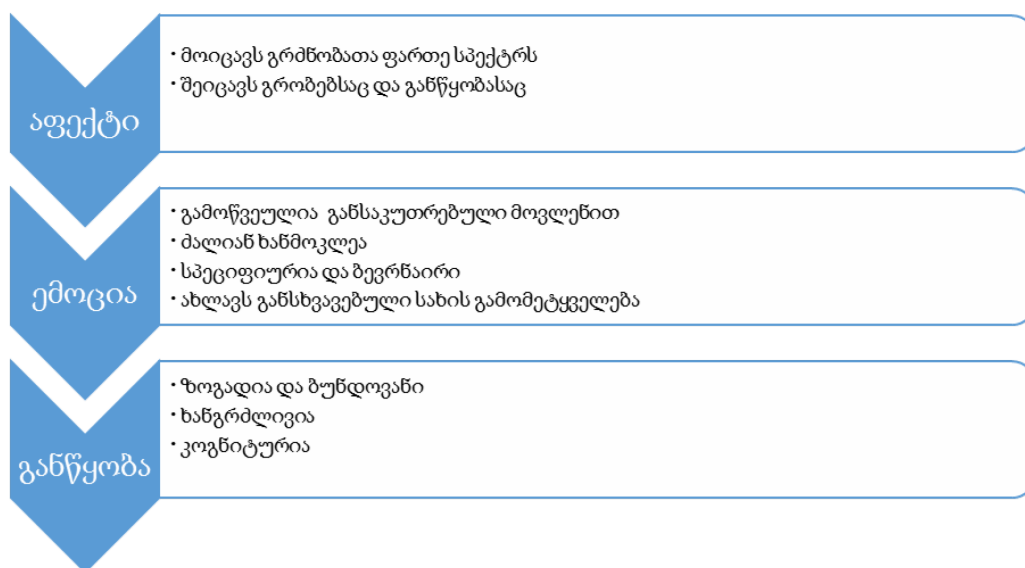 აფექტი
• მოიცავს გრძნობათა ფართე სპექტრს
• შეიცავს გრობებსაც და განწყობასაც
ემოცია
• გამოწვეულია განსაკუთრებული მოვლენით
• ძალიან ხანმოკლეა
• სპეციფიურია და ბევრნაირი
• ახლავს განსხვავებული სახის გამომეტყველება
განწყობა
• ზოგადია და ბუნდოვანი
• ხანგრძლივია
• კოგნიტურია